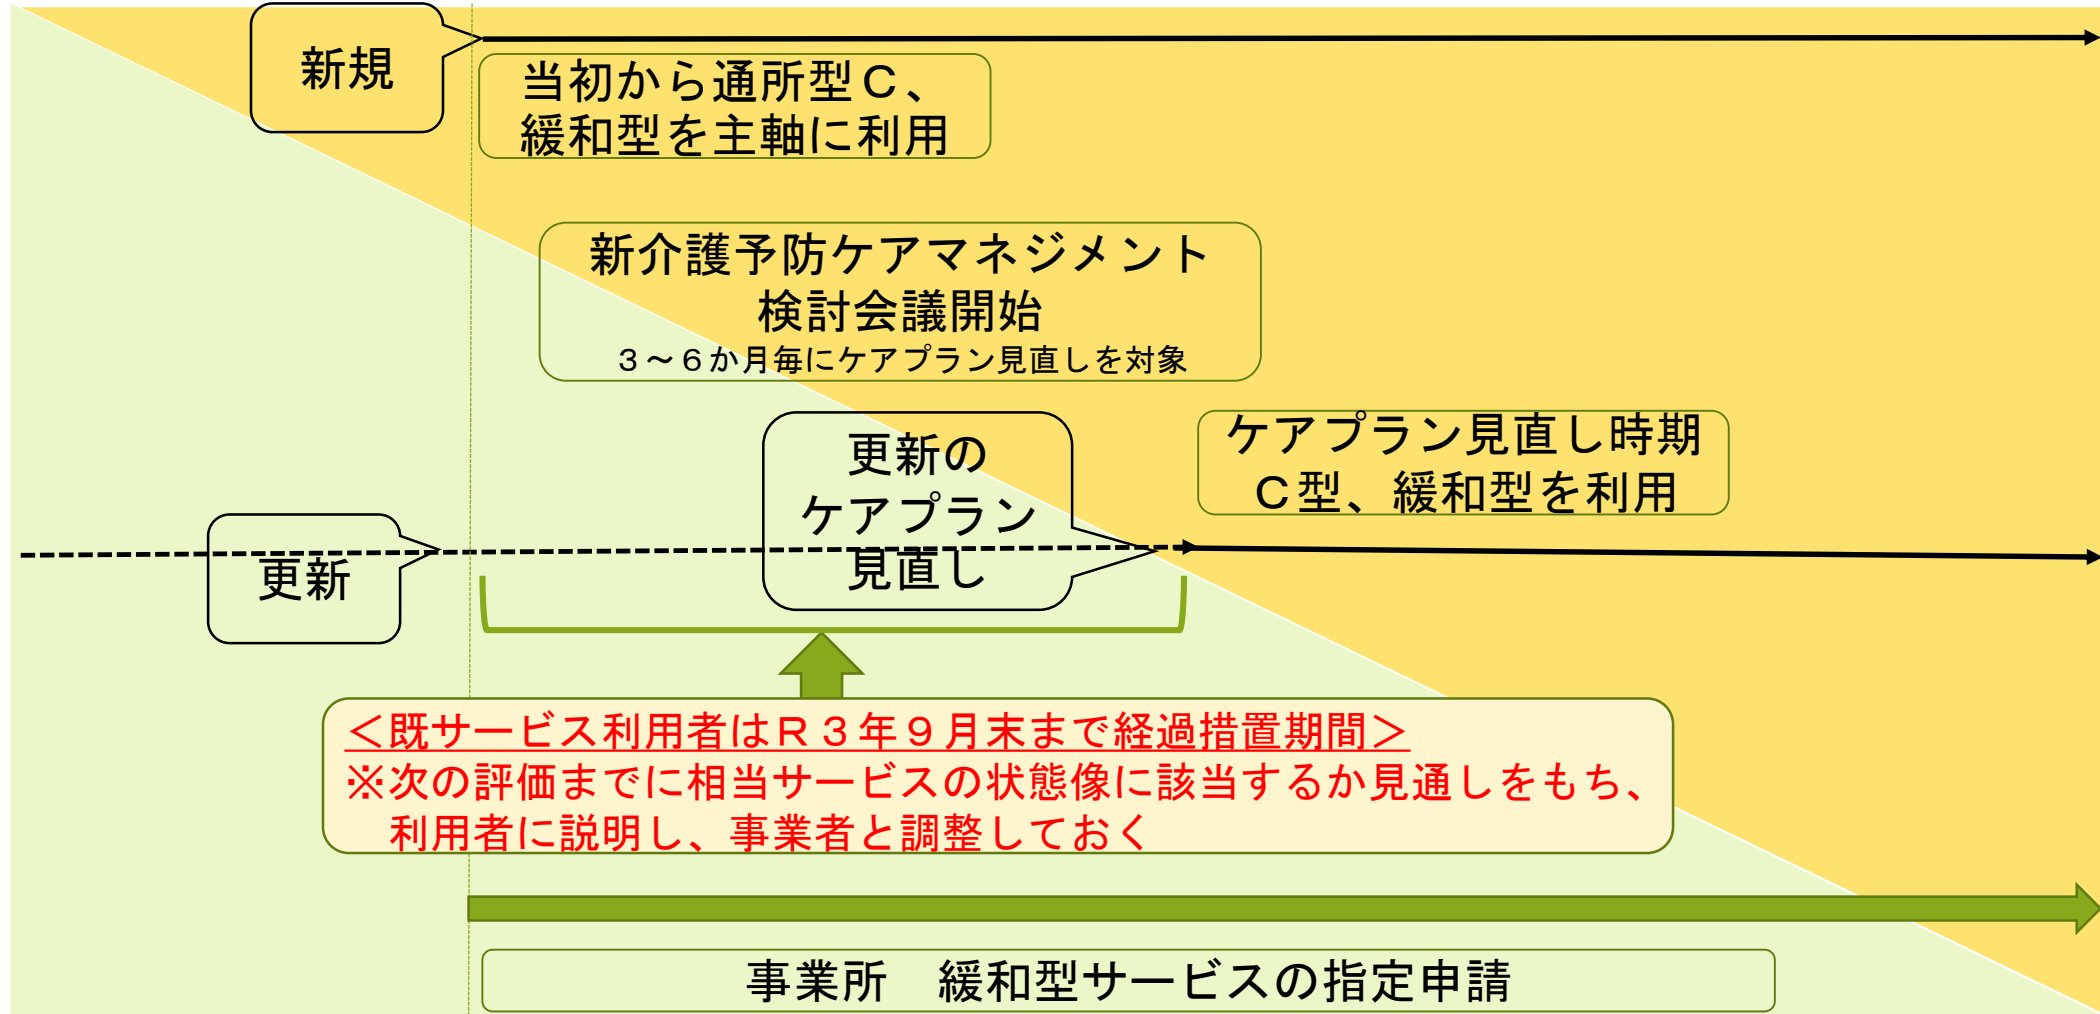 新規
当初から通所型Ｃ、
緩和型を主軸に利用
新介護予防ケアマネジメント
検討会議開始
３～６か月毎にケアプラン見直しを対象
更新の
ケアプラン
見直し
ケアプラン見直し時期
Ｃ型、緩和型を利用
更新
＜既サービス利用者はＲ３年９月末まで経過措置期間＞
※次の評価までに相当サービスの状態像に該当するか見通しをもち、
利用者に説明し、事業者と調整しておく
事業所　緩和型サービスの指定申請